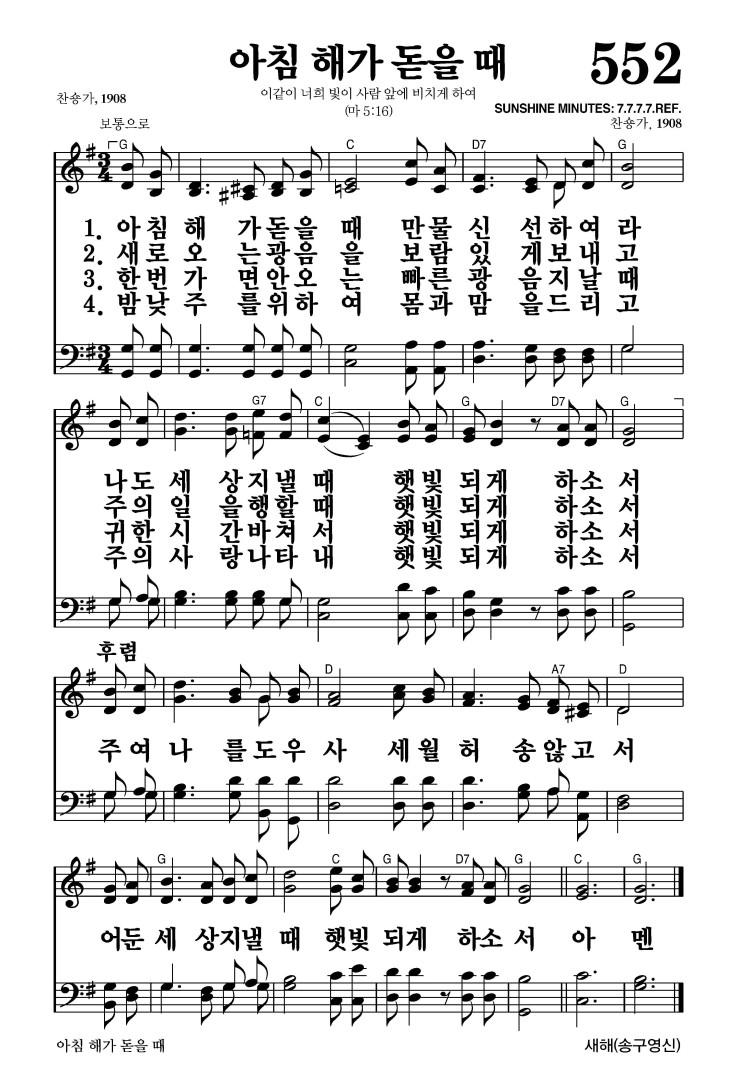 아침 해가 돋을 때
552
찬송가, 1908
이같이 너희 빛이 사람 앞에 비치게 하여
(마 5:16)
SUNSHINE MINUTES: 7.7.7.7.REF.
찬숑가, 1908
보통으로
G C D7 G
3/4
1. 아침 해 가돋을 때 만물 신 선하여 라
2. 새로 오 는광음 을 보람 있 게보내 고
3. 한번 가 면안오 는 빠른 광 음지날 때
4. 밤낮 주 를위하 여 몸과 맘 을드리 고
3/4
G7 C G D7 G
나도 세 상지낼 때 햇빛 되게 하소 서
주의 일 을행할 때 햇빛 되게 하소 서
귀한 시 간바쳐 서 햇빛 되게 하소 서
주의 사 랑나타 내 햇빛 되게 하소 서
후렴
D G A7 D
주여 나 를도우 사 세월 허 송않고 서
G C G D7 G C G
어둔 세 상지낼 때 햇빛 되게 하소 서 아 멘
아침 해가 돋을 때
새해(송구영신)